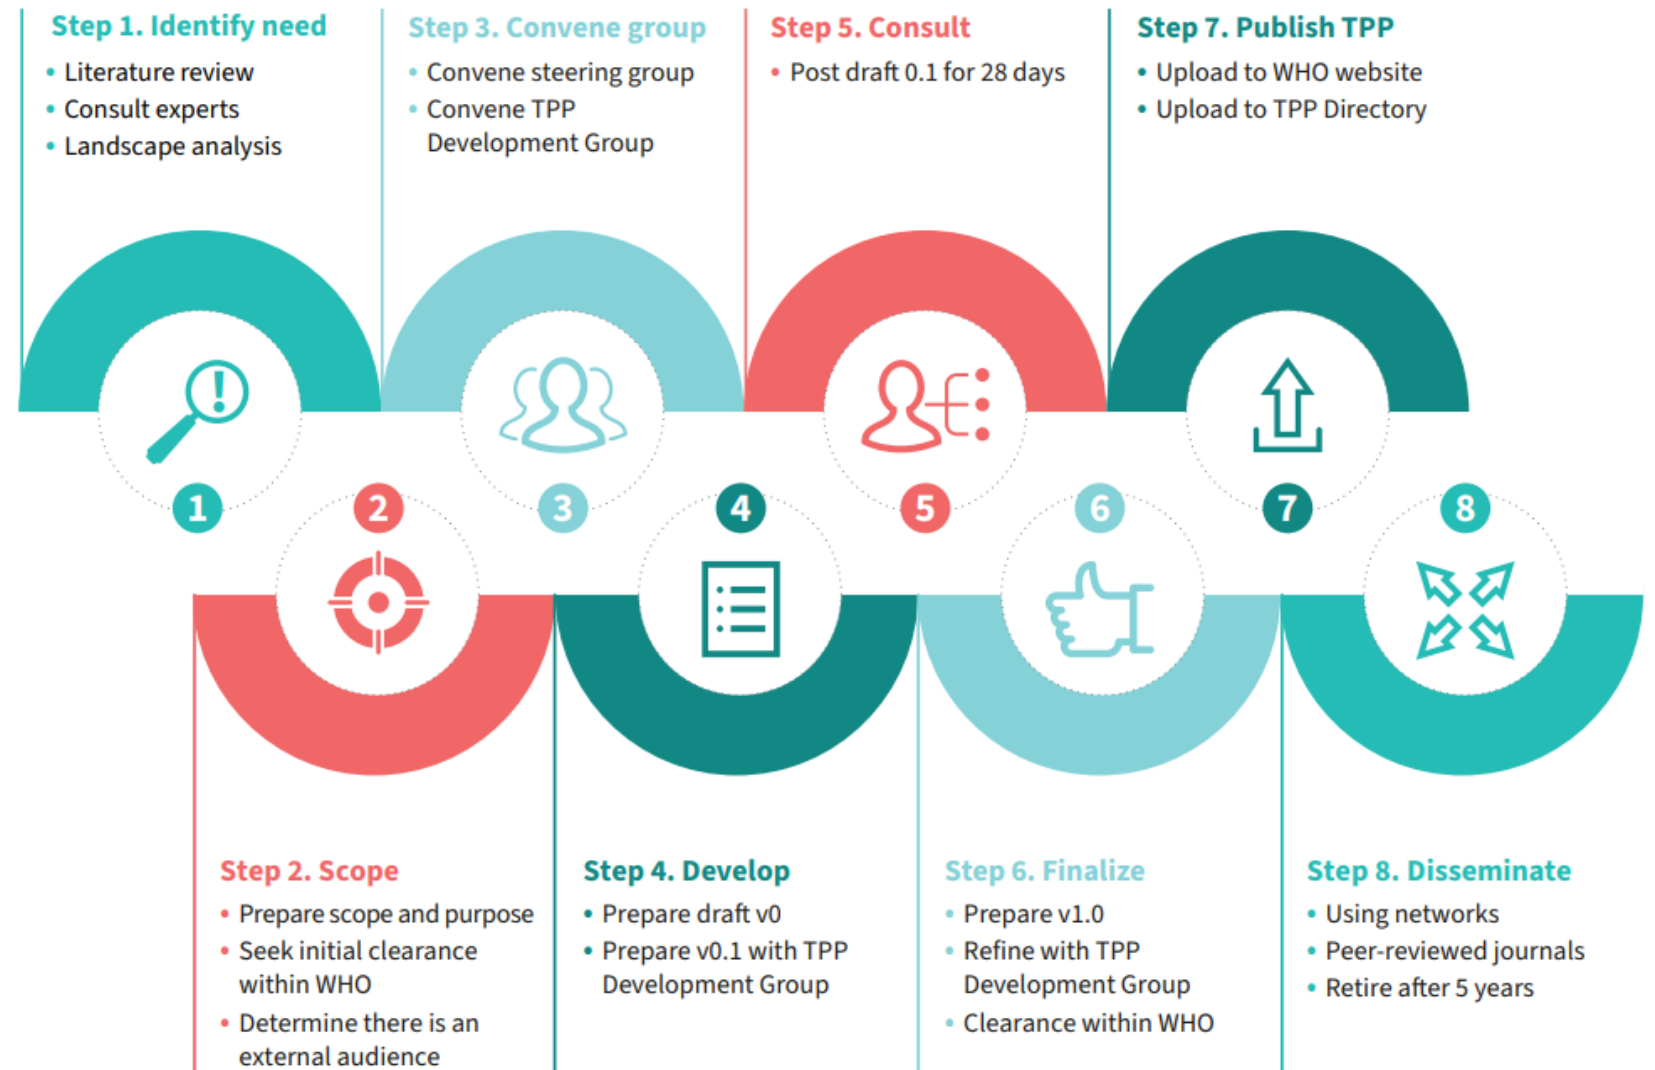 Step 1. Identify need
• Literature review
• Consult experts
• Landscape analysis
Step 3. Convene group
• Convene steering group
• Convene TPP
Development Group
Step 5. Consult
• Post draft 0.1 for 28 days
Step 7. Publish TPP
• Upload to WHO website
• Upload to TPP Directory
!
1
2
3
4
5
6
7
8
Step 2. Scope
• Prepare scope and purpose
• Seek initial clearance
within WHO
• Determine there is an
external audience
Step 4. Develop
• Prepare draft v0
• Prepare v0.1 with TPP
Development Group
Step 6. Finalize
• Prepare v1.0
• Refine with TPP
Development Group
• Clearance within WHO
Step 8. Disseminate
• Using networks
• Peer-reviewed journals
• Retire after 5 years